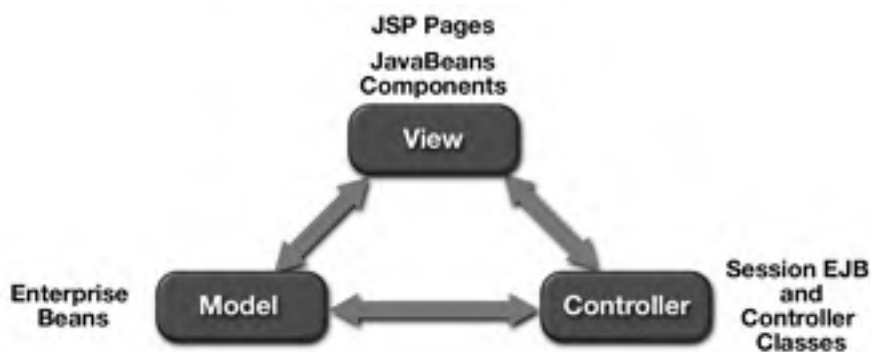 JSP Pages
JavaBeans
Components
View
Enterprise
Beans
Model
Controller
Session EJB
and
Controller
Classes